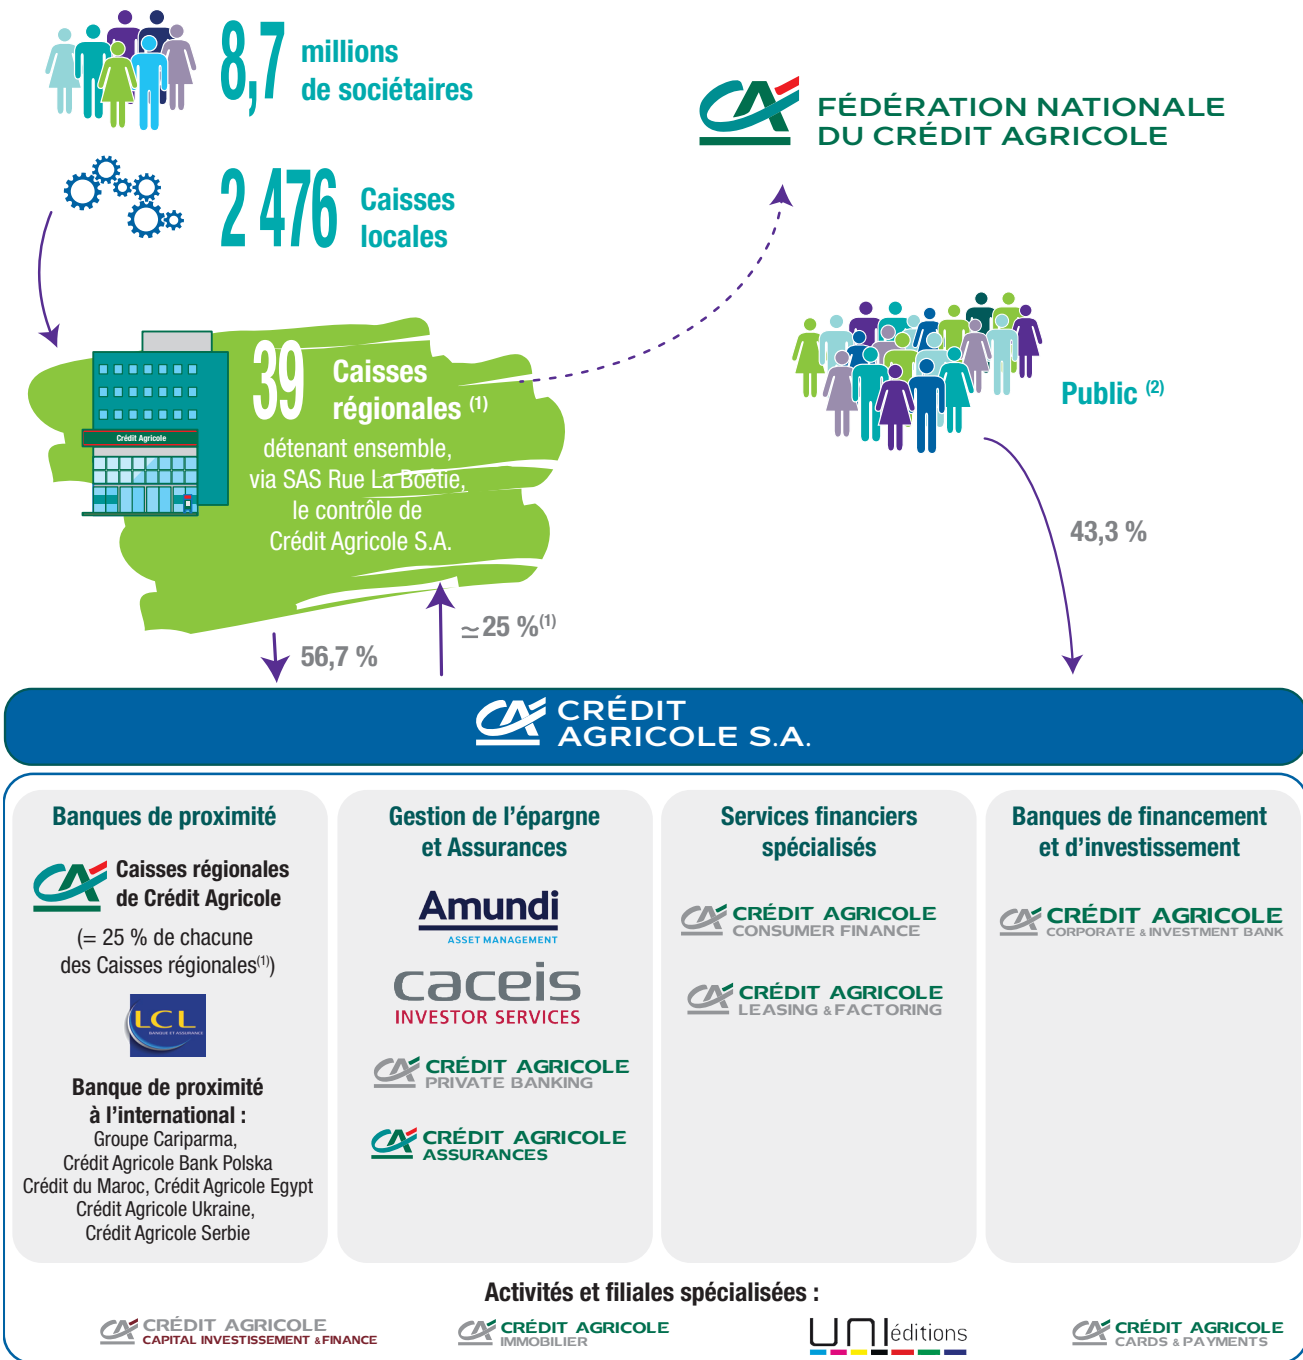 8,7 millions
de sociétaires
FÉDÉRATION NATIONALE
DU CRÉDIT AGRICOLE
2 476 Caisses
locales
Crédit Agricole
39 Caisses
régionales (1)
détenant ensemble,
via SAS Rue La Boétie,
le contrôle de
Crédit Agricole S.A.
Public (2)
43,3 %
56,7 %
≃25 %(1)
CRÉDIT
AGRICOLE S.A.
Banques de proximité
Caisses régionales
de Crédit Agricole
(= 25 % de chacune
des Caisses régionales(1))
LCL
BANQUE ET ASSURANCE
Banque de proximité
à l'international :
Groupe Cariparma,
Crédit Agricole Bank Polska
Crédit du Maroc, Crédit Agricole Egypt
Crédit Agricole Ukraine,
Crédit Agricole Serbie
Gestion de l'épargne
et Assurances
Amundi
ASSET MANAGEMENT
caceis
INVESTOR SERVICES
CRÉDIT AGRICOLE
PRIVATE BANKING
CRÉDIT AGRICOLE
ASSURANCES
Services financiers
spécialisés
CRÉDIT AGRICOLE
CONSUMER FINANCE
CRÉDIT AGRICOLE
LEASING & FACTORING
Banques de financement
et d'investissement
CRÉDIT AGRICOLE
CORPORATE & INVESTMENT BANK
Activités et filiales spécialisées :
CRÉDIT AGRICOLE
CAPITAL INVESTISSEMENT & FINANCE
CRÉDIT AGRICOLE
IMMOBILIER
UNI éditions
CRÉDIT AGRICOLE
CARDS & PAYMENTS